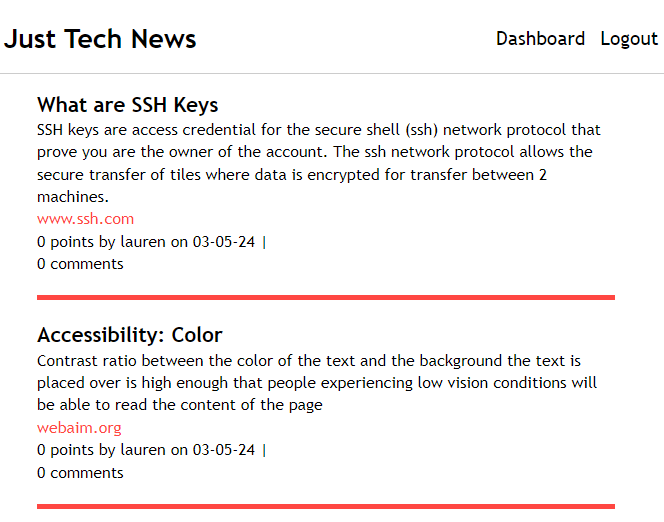 Just Tech News
Dashboard Logout
What are SSH Keys
SSH keys are access credential for the secure shell (ssh) network protocol that
prove you are the owner of the account. The ssh network protocol allows the
secure transfer of tiles where data is encrypted for transfer between 2
machines.
www.ssh.com
0 points by lauren on 03-05-24 |
0 comments
Accessibility: Color
Contrast ratio between the color of the text and the background the text is
placed over is high enough that people experiencing low vision conditions will
be able to read the content of the page
webaim.org
0 points by lauren on 03-05-24 |
0 comments